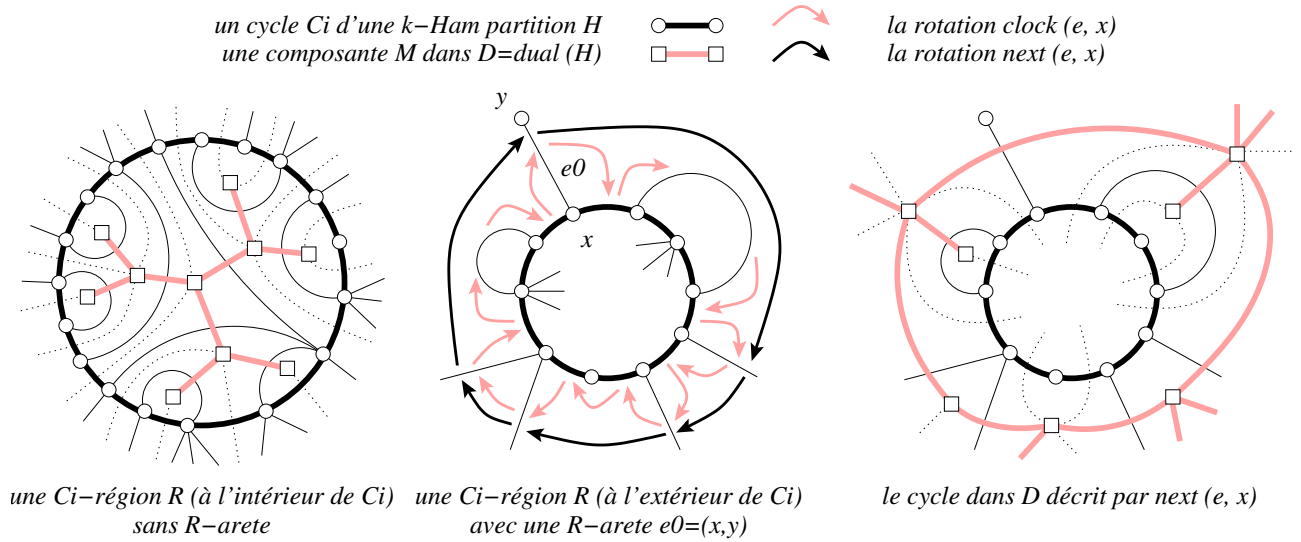 un cycle Ci d'une k−Ham partition H
la rotation clock (e, x)
une composante M dans D=dual (H)
la rotation next (e, x)
y
e0
x
une Ci−région R (à l'intérieur de Ci)
sans R−arete
une Ci−région R (à l'extérieur de Ci)
avec une R−arete e0=(x,y)
le cycle dans D décrit par next (e, x)